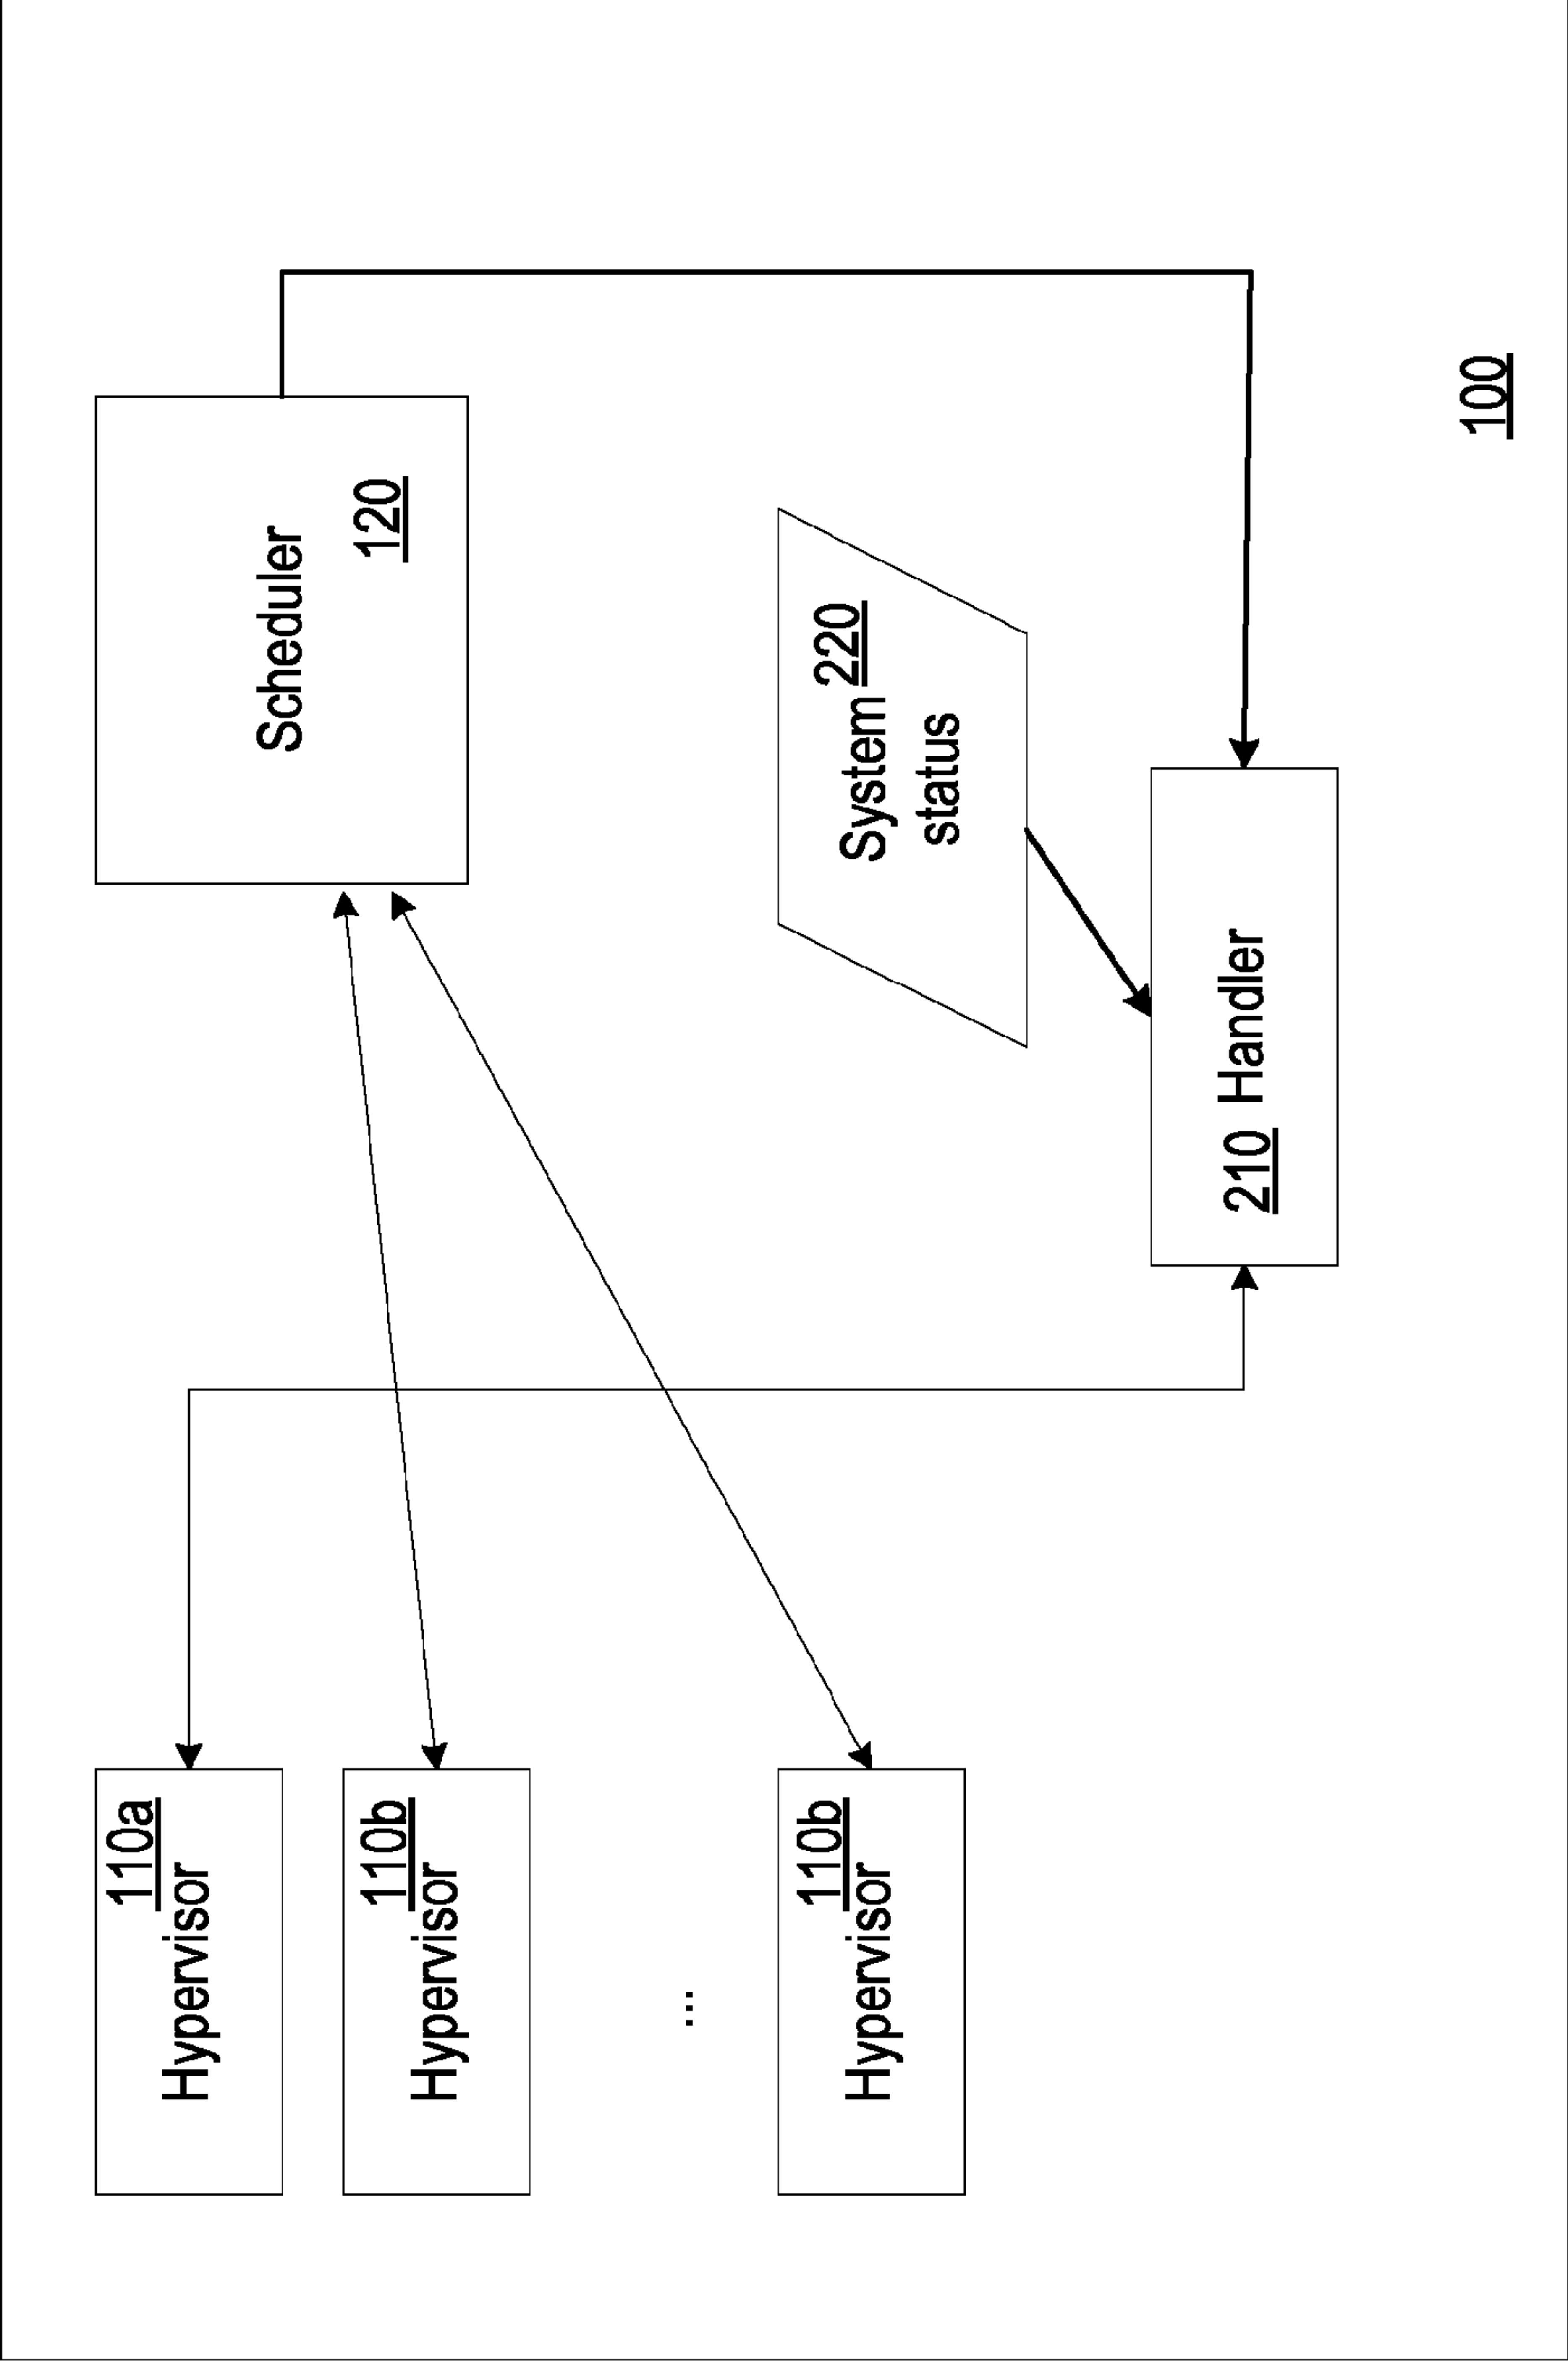 110a
Hypervisor
110b
Hypervisor
...
110b
Hypervisor
Scheduler
120
220
System
status
210 Handler
100